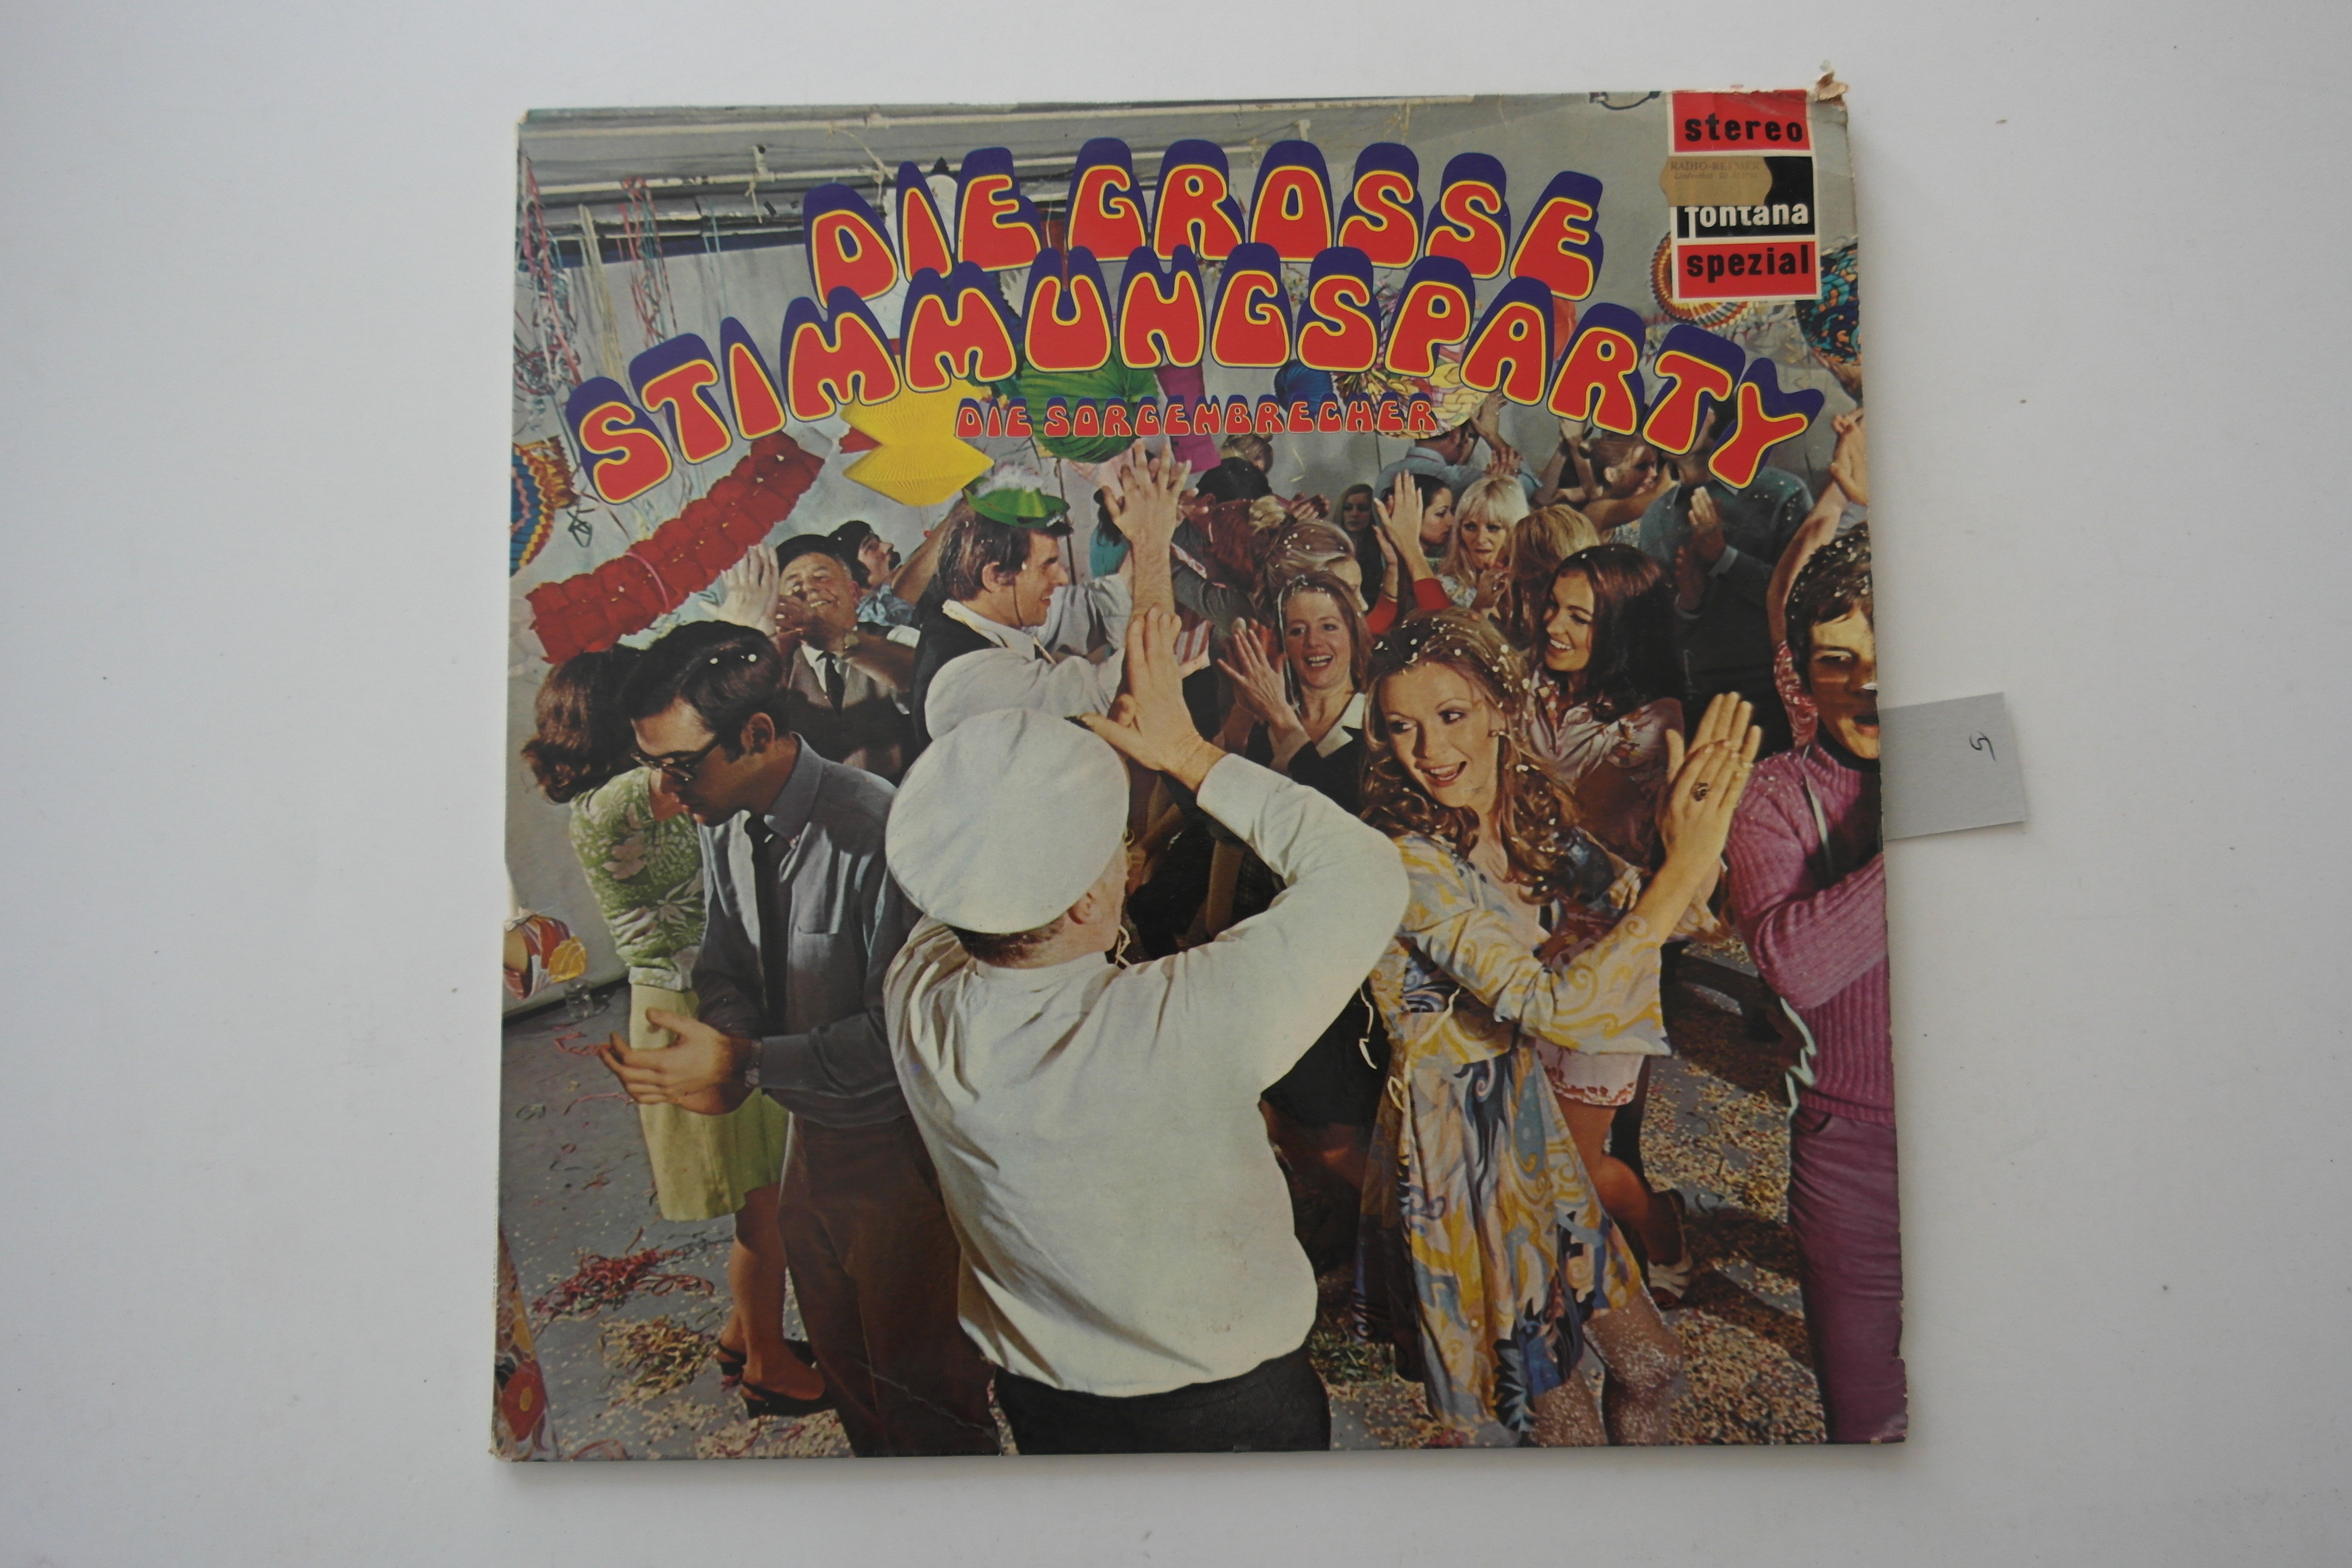 DIE GROSSE
STIMMUNGSPARTY
DIE SORGENBRECHER
stereo
fontana
spezial
5